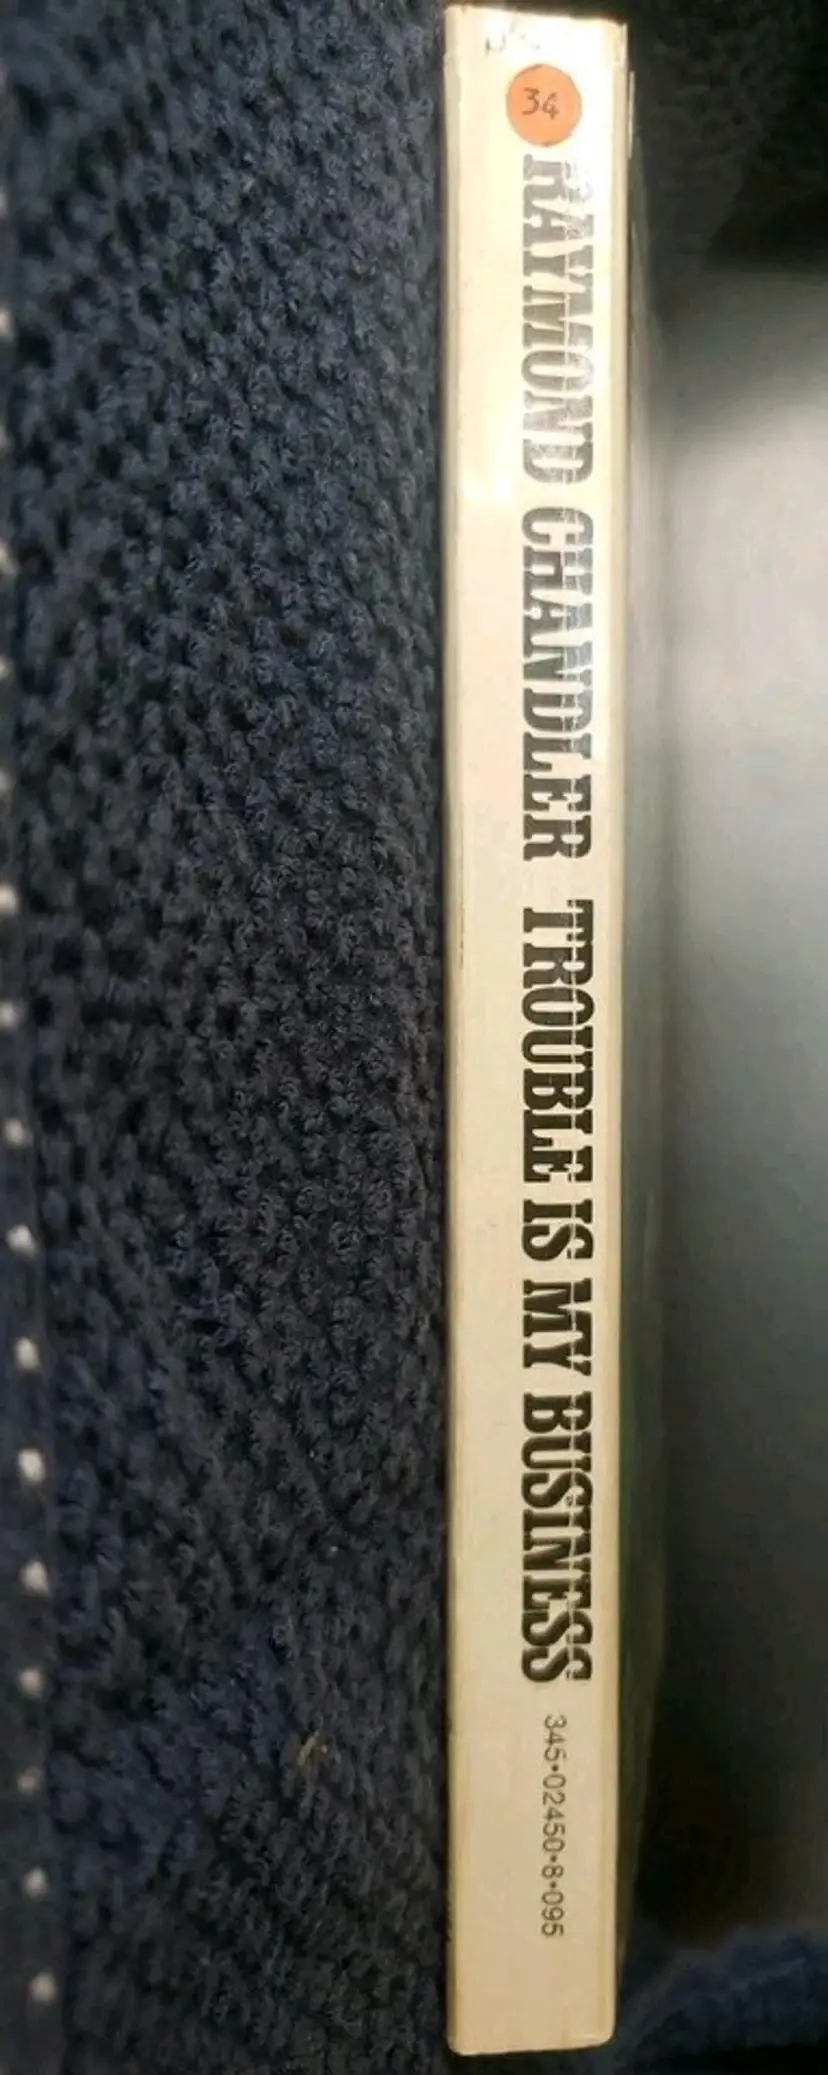 34
RAYMOND CHANDLER TROUBLE IS MY BUSINESS 345•02450•8•095